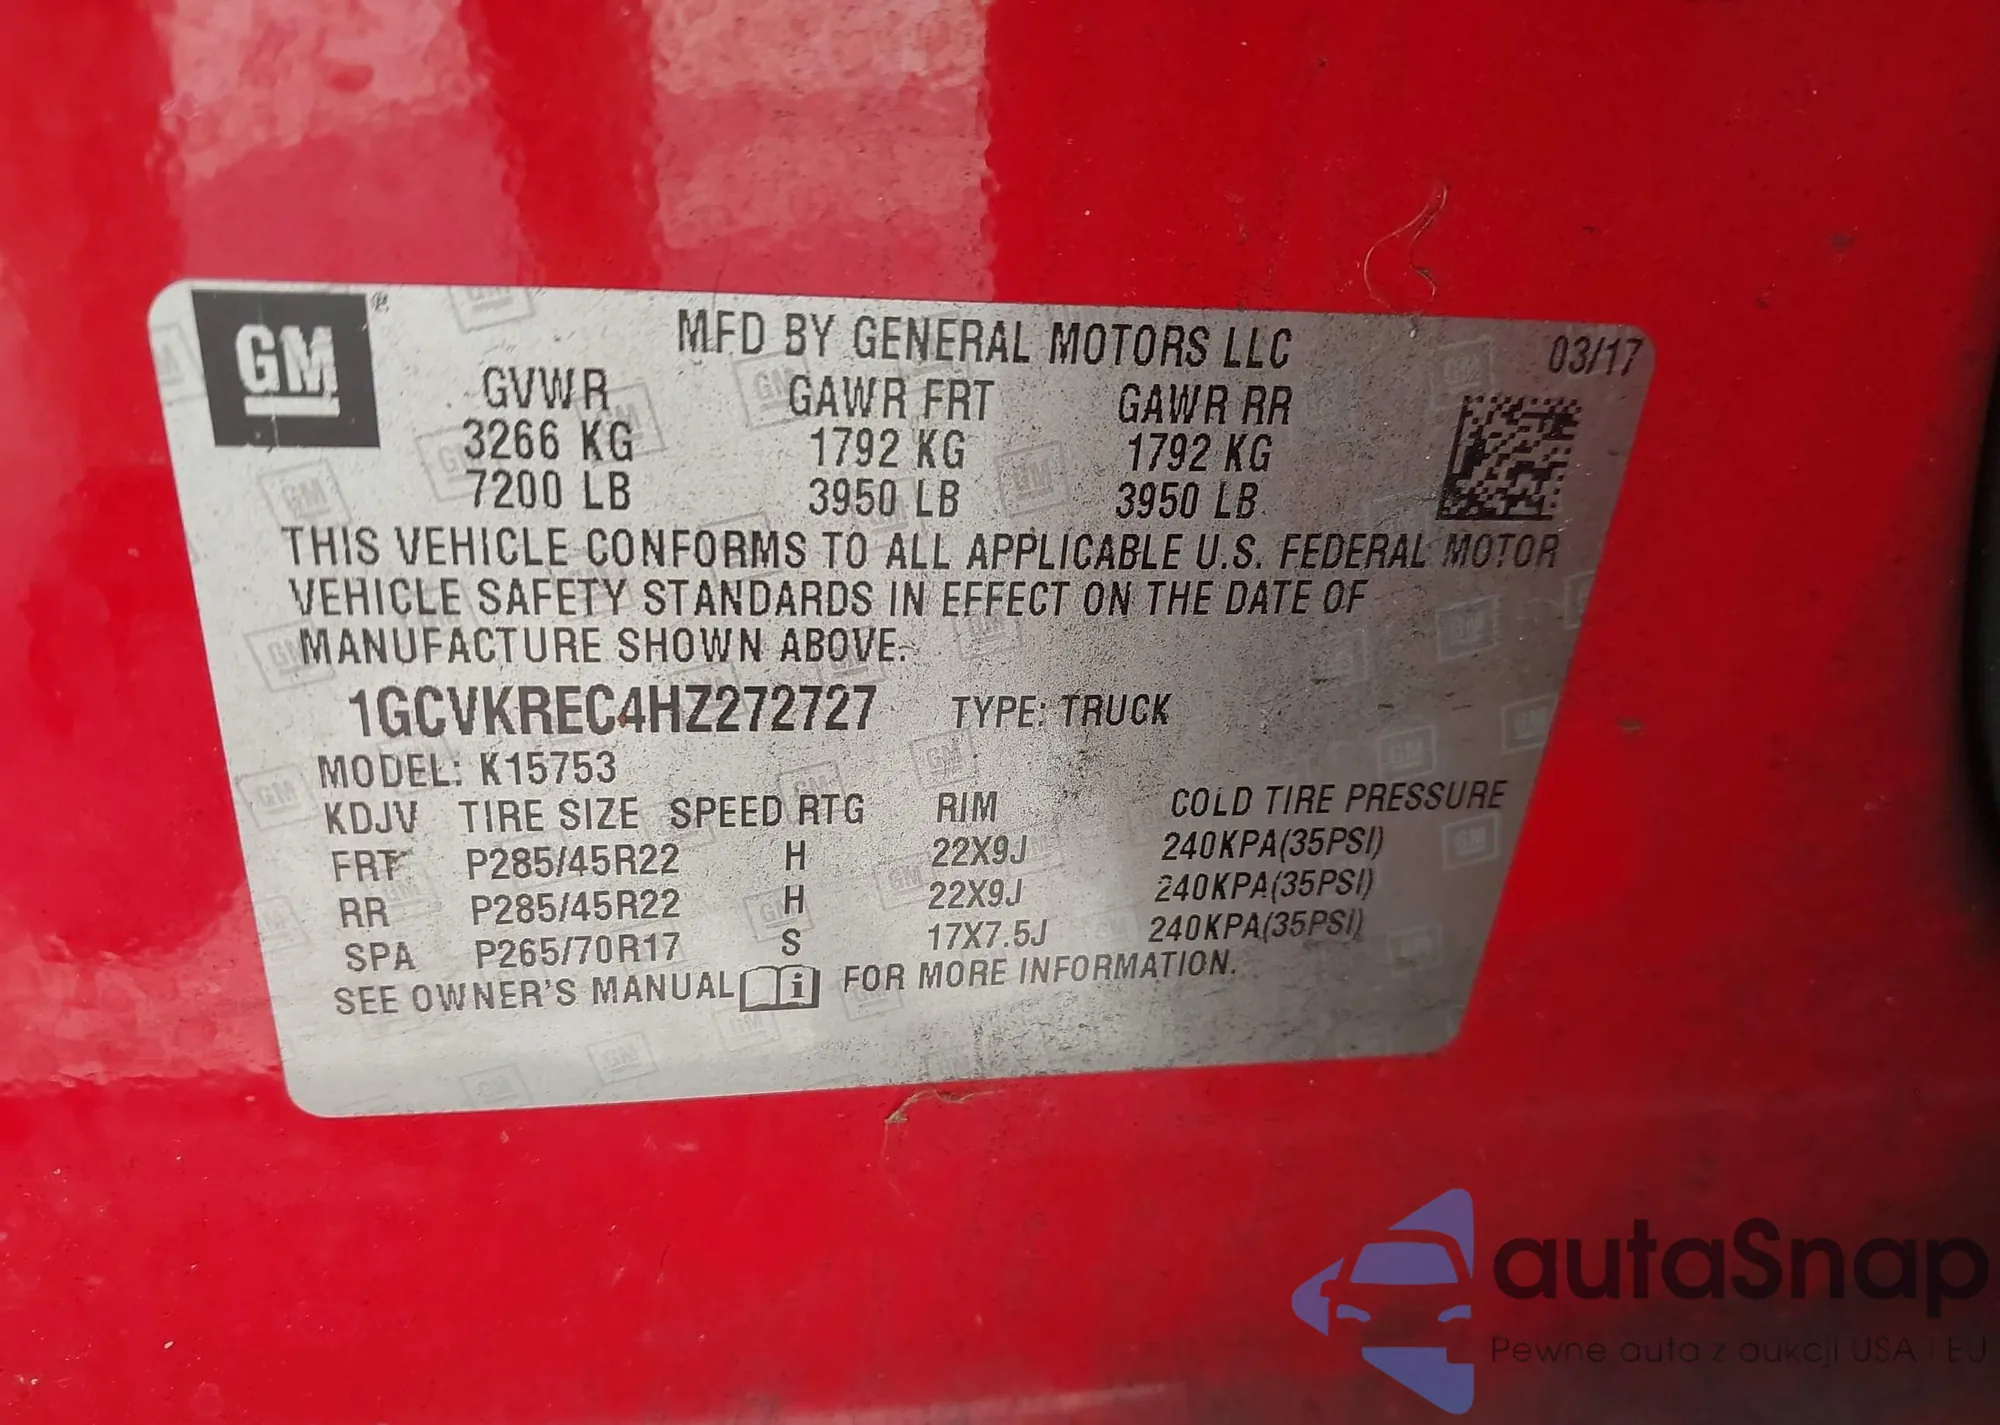 GM ®
MFD BY GENERAL MOTORS LLC 03/17
GVWR GAWR FRT GAWR RR
3266 KG 1792 KG 1792 KG
7200 LB 3950 LB 3950 LB
THIS VEHICLE CONFORMS TO ALL APPLICABLE U.S. FEDERAL MOTOR
VEHICLE SAFETY STANDARDS IN EFFECT ON THE DATE OF
MANUFACTURE SHOWN ABOVE.
1GCVKREC4HZ272727 TYPE: TRUCK
MODEL: K15753
KDJV TIRE SIZE SPEED RTG RIM COLD TIRE PRESSURE
FRT P285/45R22 H 22X9J 240KPA(35PSI)
RR P285/45R22 H 22X9J 240KPA(35PSI)
SPA P265/70R17 S 17X7.5J 240KPA(35PSI)
SEE OWNER'S MANUAL i FOR MORE INFORMATION.
autaSnap
Pewne auta z aukcji USA i EU